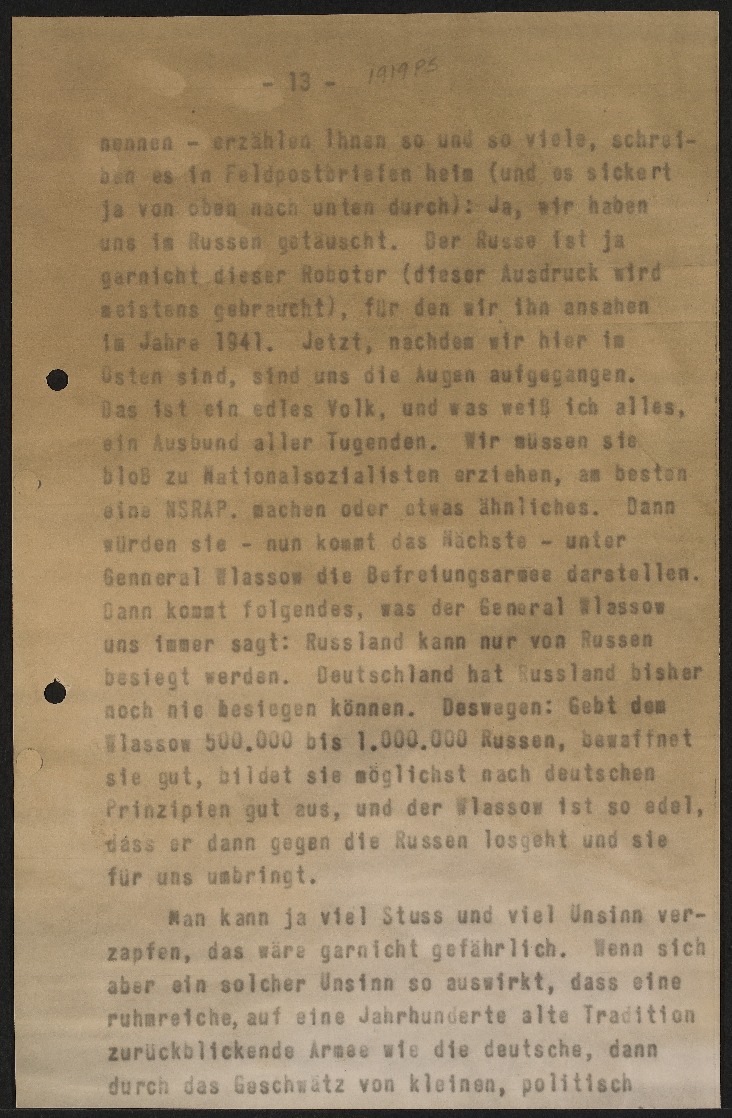 - 13 -
1919 PS
nennen - erzählen Ihnen so und so viele, schrei-
ben es in Feldpostbriefen heim (und es sickert
ja von oben nach unten durch): Ja, wir haben
uns im Russen getäuscht. Der Russe ist ja
garnicht dieser Roboter (dieser Ausdruck wird
meistens gebraucht), für den wir ihn ansahen
im Jahre 1941. Jetzt, nachdem wir hier im
Osten sind, sind uns die Augen aufgegangen.
Das ist ein edles Volk, und was weiß ich alles,
ein Ausbund aller Tugenden. Wir müssen sie
bloß zu Nationalsozialisten erziehen, am besten
eine NSRAP. machen oder etwas ähnliches. Dann
würden sie - nun kommt das Nächste - unter
Genneral Wlassow die Befreiungsarmee darstellen.
Dann kommt folgendes, was der General Wlassow
uns immer sagt: Russland kann nur von Russen
besiegt werden. Deutschland hat Russland bisher
noch nie besiegen können. Deswegen: Gebt dem
Wlassow 500.000 bis 1.000.000 Russen, bewaffnet
sie gut, bildet sie möglichst nach deutschen
Prinzipien gut aus, und der Wlassow ist so edel,
dass er dann gegen die Russen losgeht und sie
für uns umbringt.
Man kann ja viel Stuss und viel Unsinn ver-
zapfen, das wäre garnicht gefährlich. Wenn sich
aber ein solcher Unsinn so auswirkt, dass eine
ruhmreiche, auf eine Jahrhunderte alte Tradition
zurückblickende Armee wie die deutsche, dann
durch das Geschwätz von kleinen, politisch